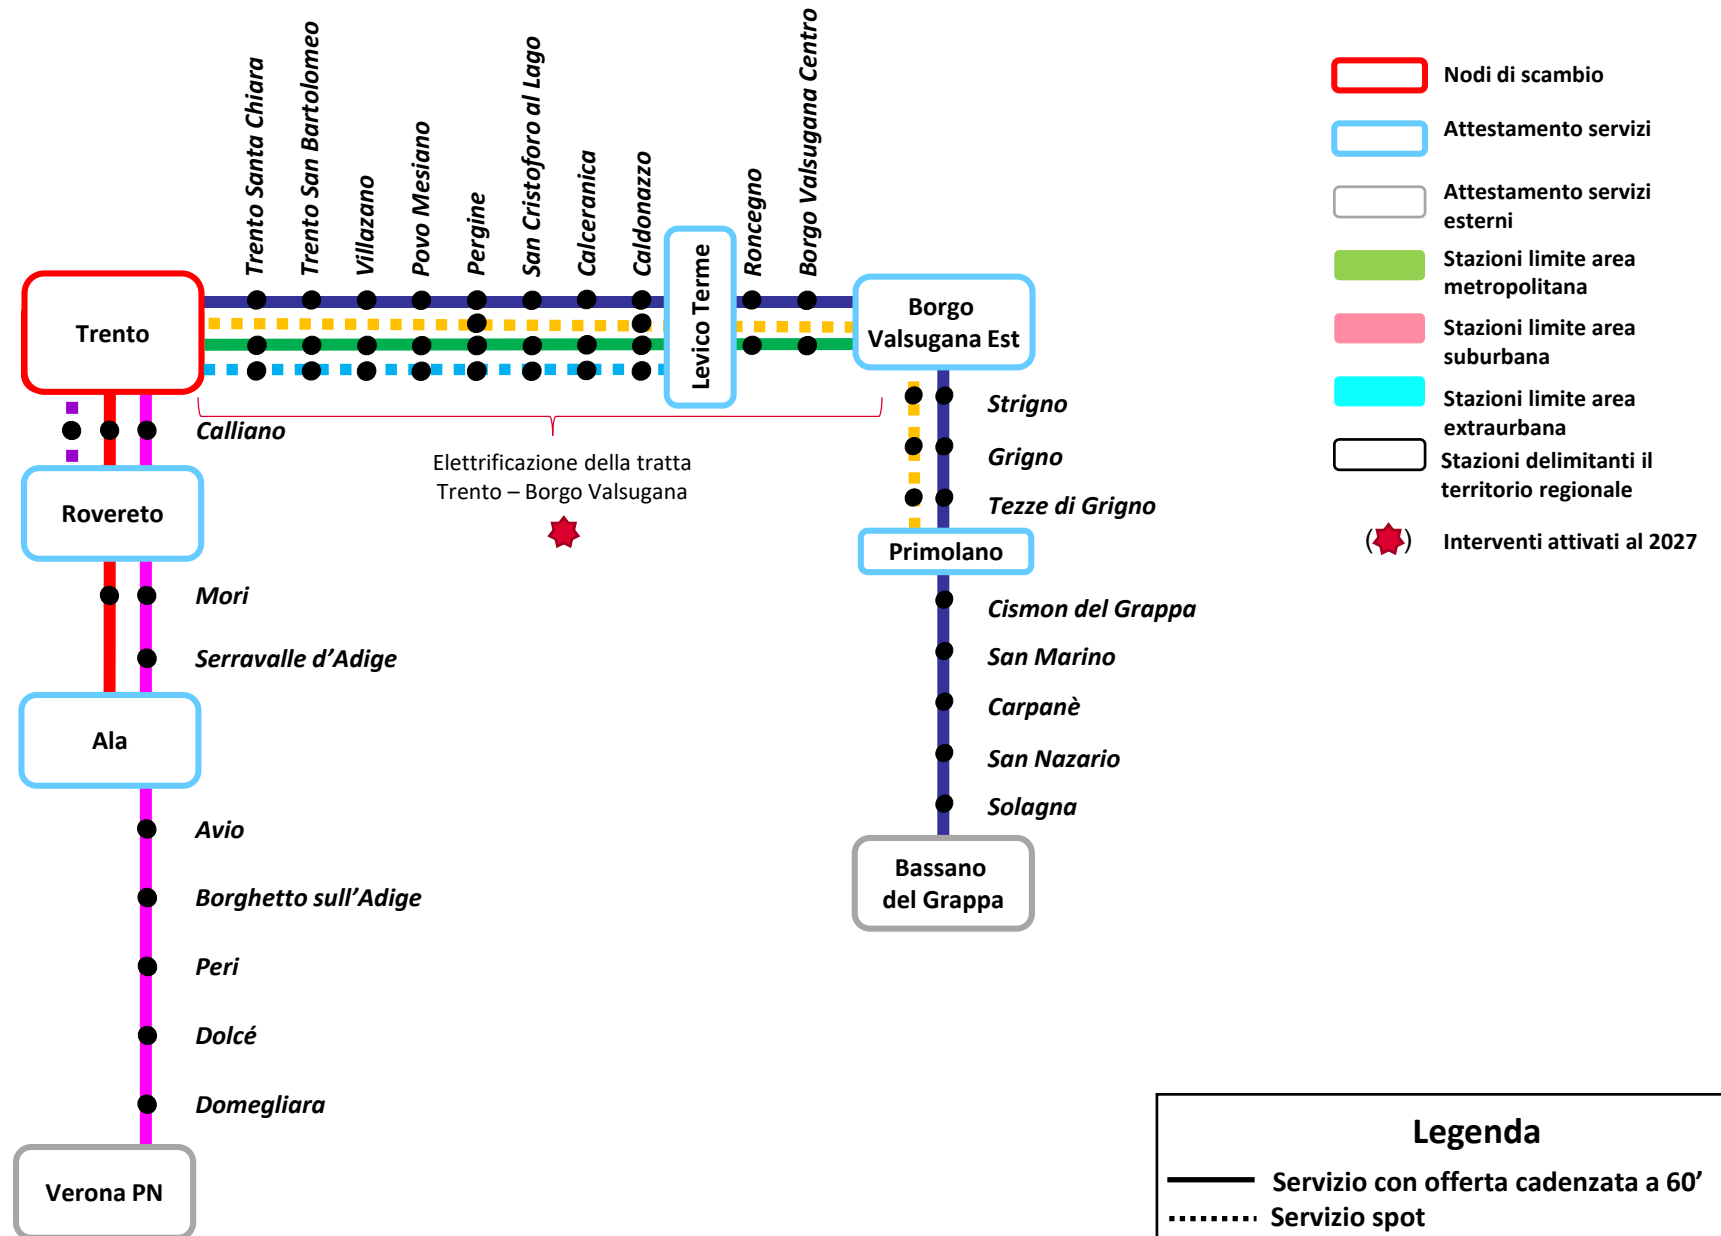 Trento Santa Chiara
Trento San Bartolomeo
Villazzano
Povo Mesiano
Pergine
San Cristoforo al Lago
Calceranica
Caldonazzo
Levico Terme
Roncegno
Borgo Valsugana Centro
Trento
Borgo
Valsugana Est
Calliano
Elettrificazione della tratta
Trento – Borgo Valsugana
Strigno
Grigno
Tezze di Grigno
Rovereto
Primolano
Mori
Serravalle d’Adige
Cismon del Grappa
San Marino
Carpanè
San Nazario
Solagna
Ala
Avio
Borghetto sull’Adige
Peri
Dolcé
Domegliara
Bassano
del Grappa
Verona PN
Nodi di scambio
Attestamento servizi
Attestamento servizi
esterni
Stazioni limite area
metropolitana
Stazioni limite area
suburbana
Stazioni limite area
extraurbana
Stazioni delimitanti il
territorio regionale
( ) Interventi attivati al 2027
Legenda
Servizio con offerta cadenzata a 60’
Servizio spot